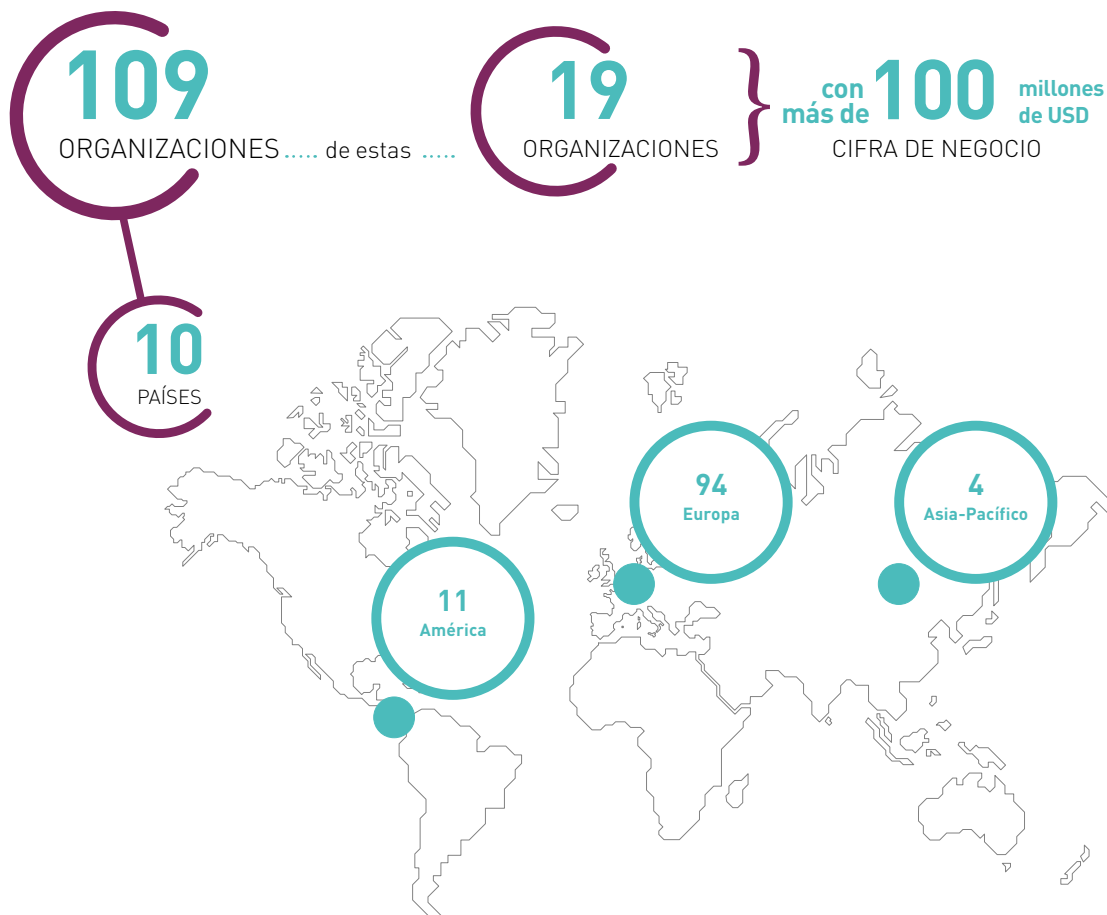 109
ORGANIZACIONES ..... de estas .....
19
ORGANIZACIONES
}
con
más de
100
millones
de USD
CIFRA DE NEGOCIO
10
PAÍSES
94
Europa
4
Asia-Pacífico
11
América